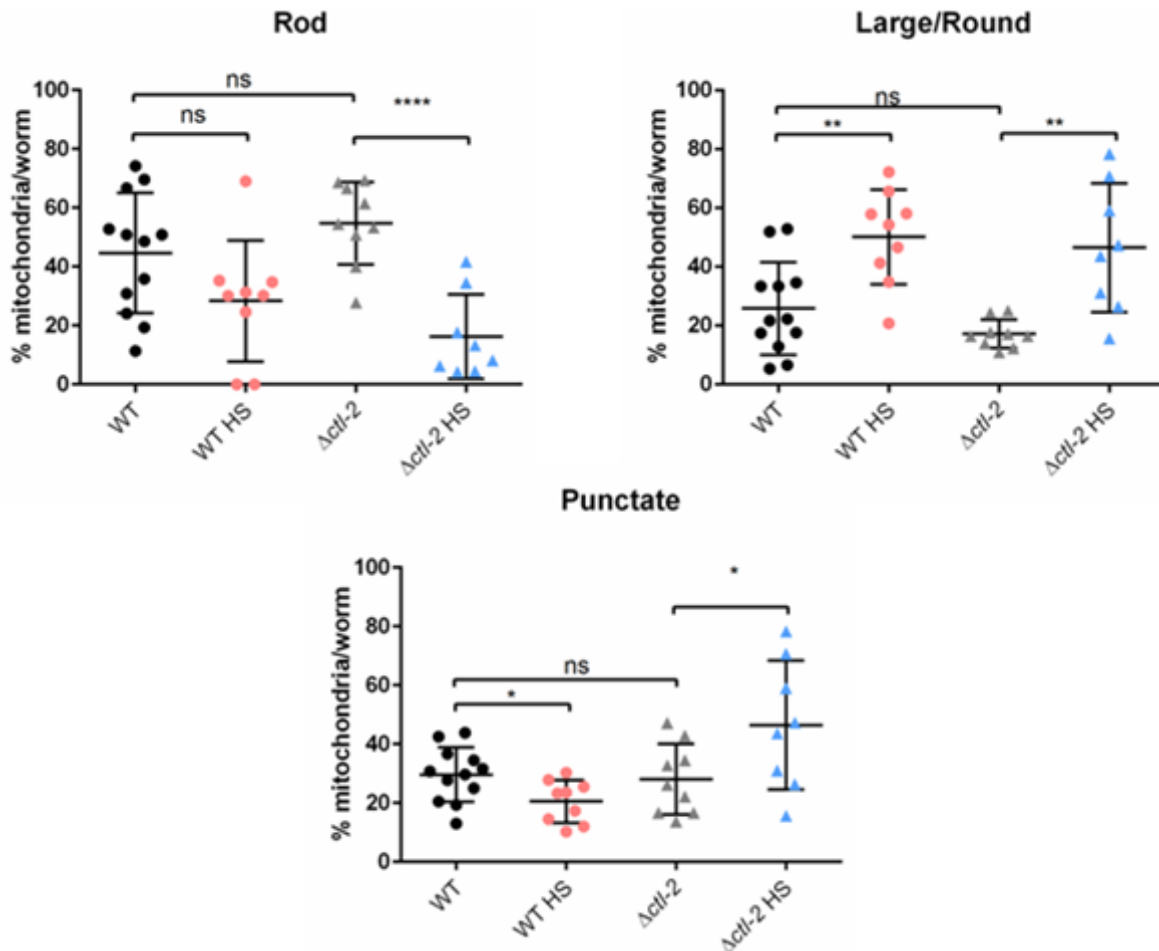 Rod
ns
ns
****
% mitochondria/worm
100
80
60
40
20
0
WT
WT HS
Δctl-2
Δctl-2 HS
Large/Round
ns
**
**
% mitochondria/worm
100
80
60
40
20
0
WT
WT HS
Δctl-2
Δctl-2 HS
Punctate
*
ns
*
% mitochondria/worm
100
80
60
40
20
0
WT
WT HS
Δctl-2
Δctl-2 HS